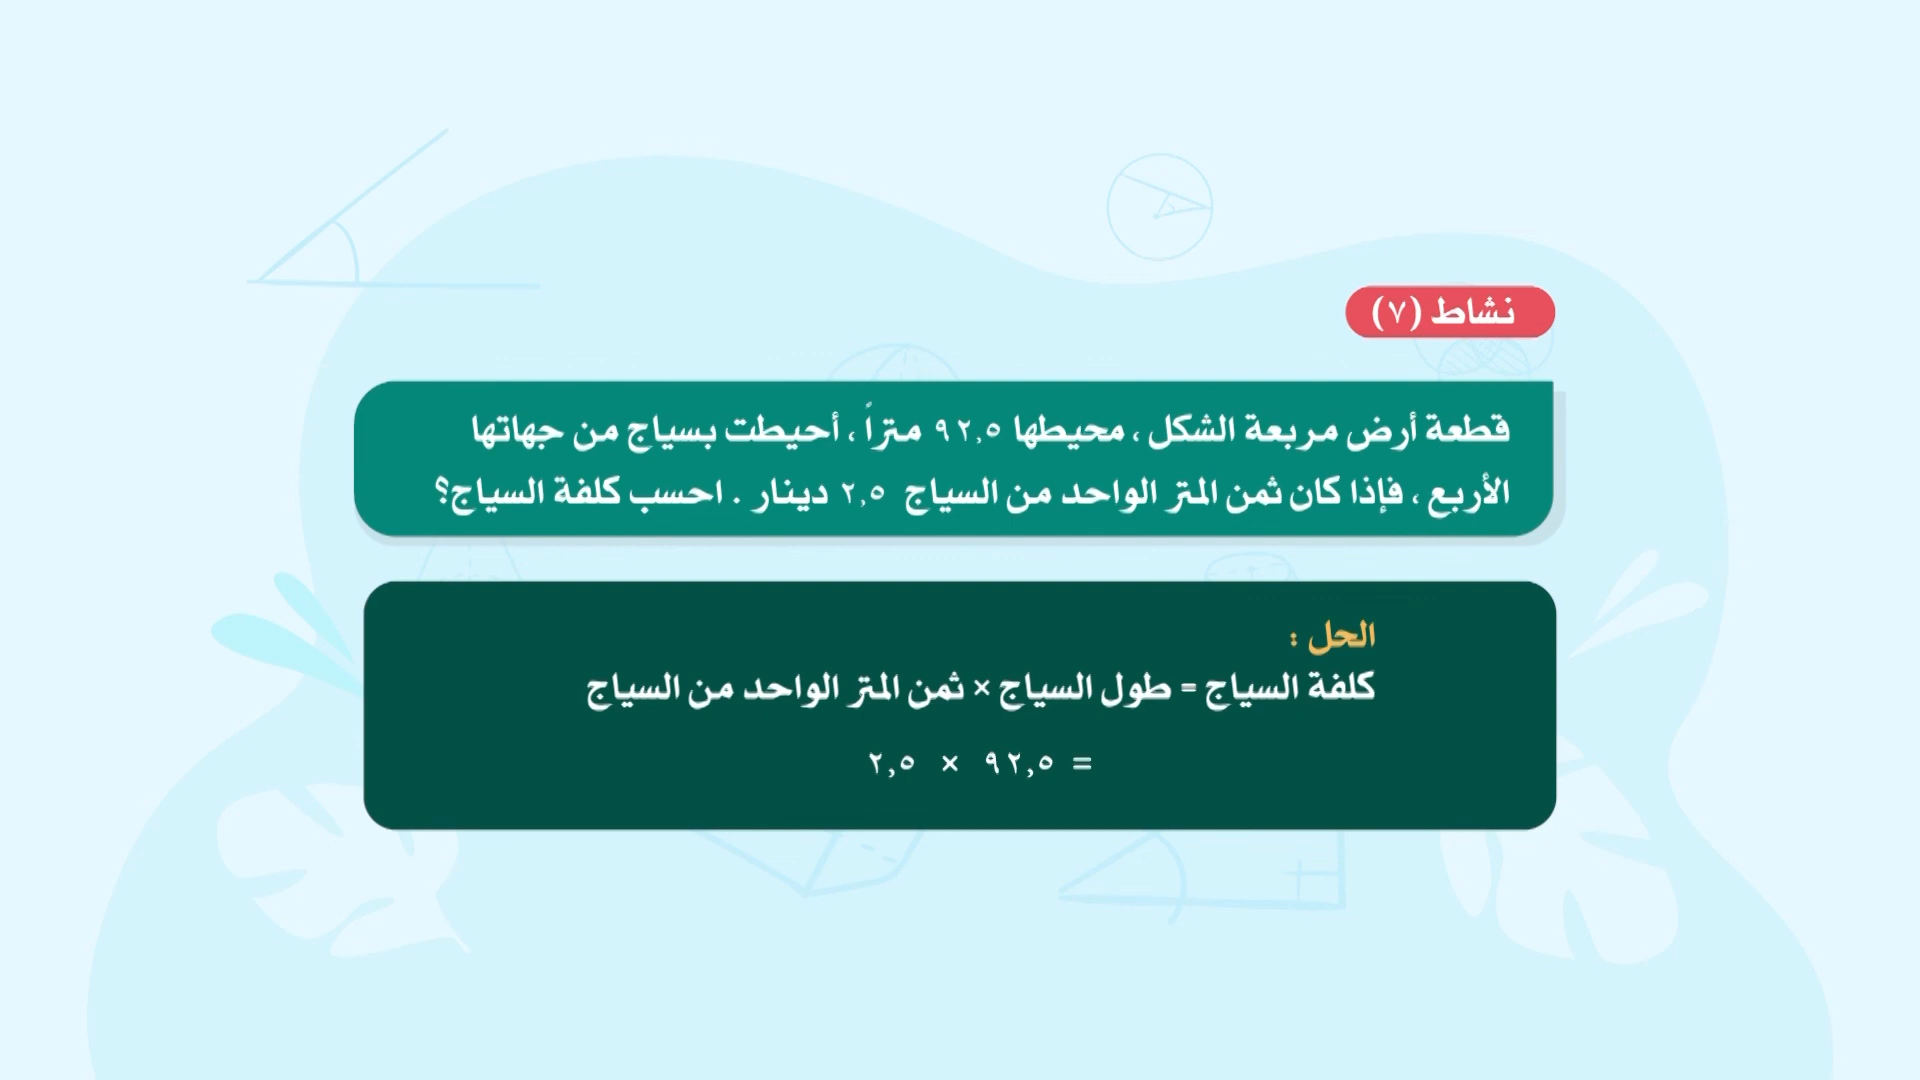 نشاط (٧)
قطعة أرض مربعة الشكل ، محيطها ٩٢,٥ متراً ، أحيطت بسياج من جهاتها
الأربع ، فإذا كان ثمن المتر الواحد من السياج ٢,٥ دينار . احسب كلفة السياج؟
الحل :
كلفة السياج = طول السياج × ثمن المتر الواحد من السياج
= ٩٢,٥ × ٢,٥